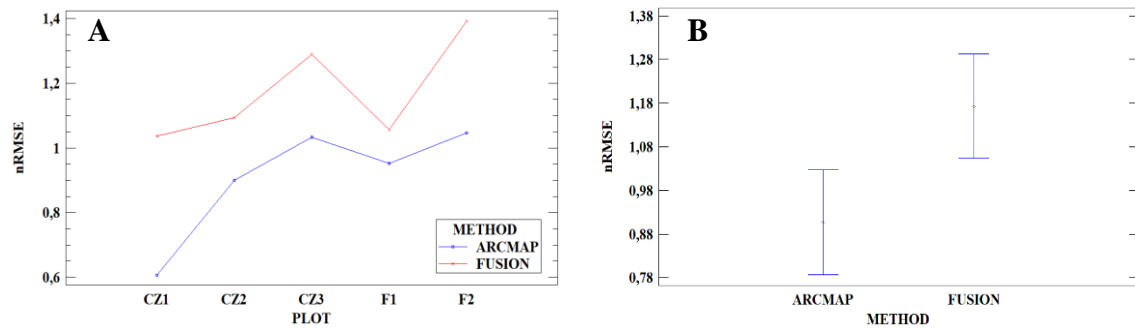 A
1,4
1,2
1
0,8
0,6
nRMSE
CZ1 CZ2 CZ3 F1 F2
PLOT
METHOD
ARCMAP
FUSION
B
1,38
1,28
1,18
1,08
0,98
0,88
0,78
nRMSE
ARCMAP FUSION
METHOD